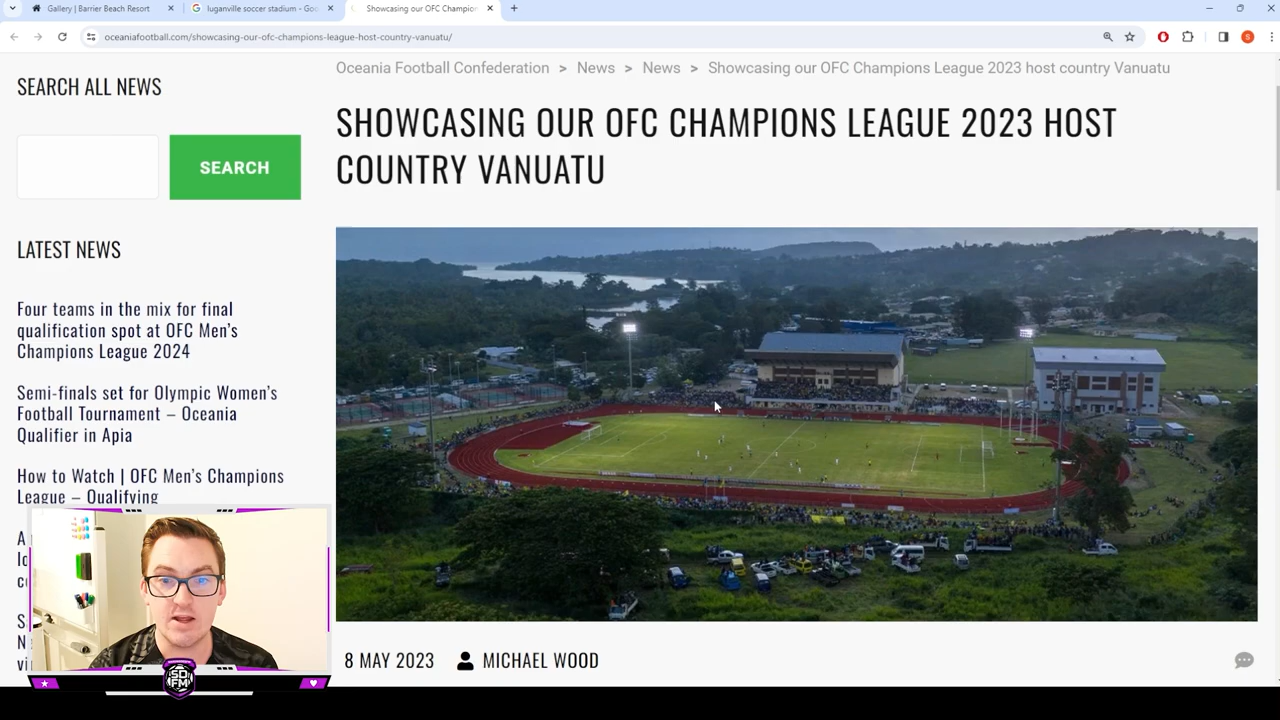 Gallery | Barrier Beach Resort
luganville soccer stadium - Goo
Showcasing our OFC Champion
oceaniafootball.com/showcasing-our-ofc-champions-league-host-country-vanuatu/
S
Oceania Football Confederation > News > News > Showcasing our OFC Champions League 2023 host country Vanuatu
SEARCH ALL NEWS
SEARCH
SHOWCASING OUR OFC CHAMPIONS LEAGUE 2023 HOST
COUNTRY VANUATU
LATEST NEWS
Four teams in the mix for final
qualification spot at OFC Men's
Champions League 2024
Semi-finals set for Olympic Women's
Football Tournament – Oceania
Qualifier in Apia
How to Watch | OFC Men's Champions
League – Qualifying
8 MAY 2023
MICHAEL WOOD
SDFM